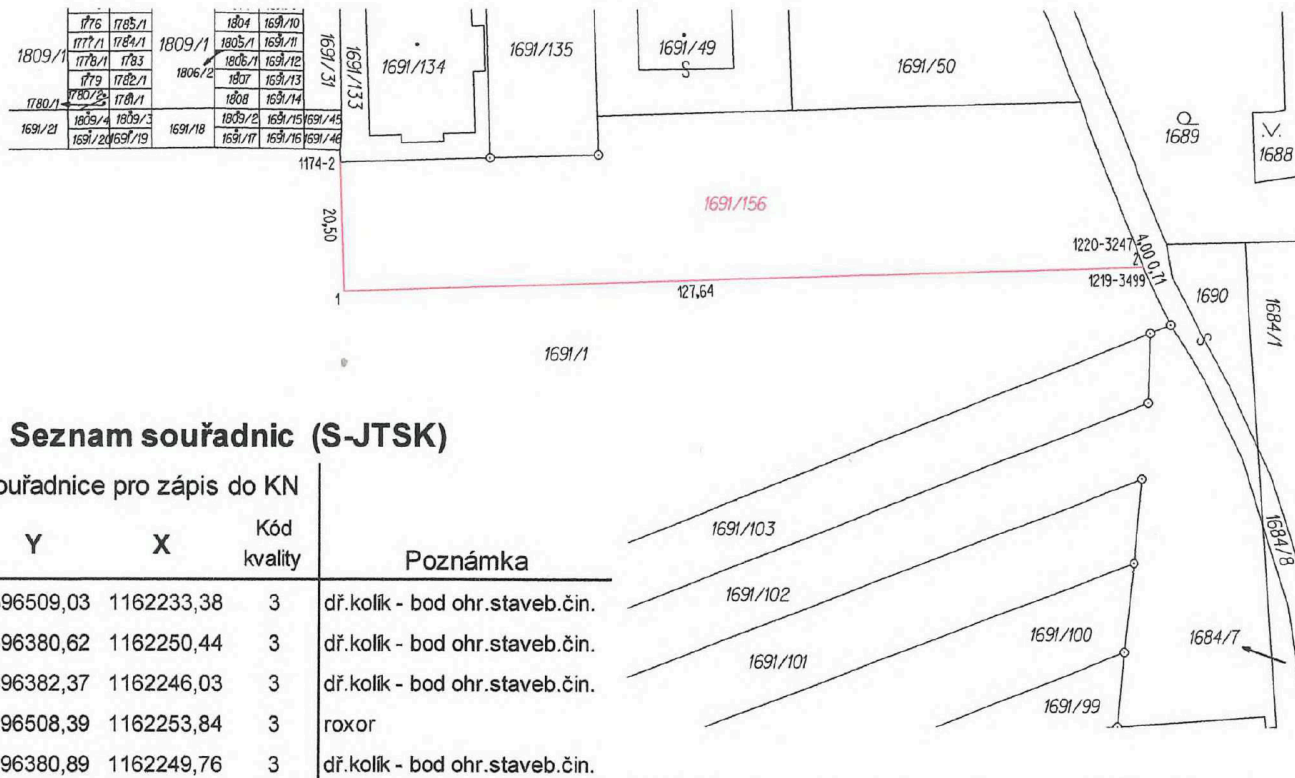 1776 1785/1 1804 1691/10
1809/1 1777/1 1784/1 1809/1 1805/1 1691/11
1778/1 1783 1806/2 1806/1 1691/12
1779 1782/1 1807 1691/13
1780/1 1780/2 1781/1 1808 1691/14
1691/21 1809/4 1809/3 1691/18 1809/2 1691/15 1691/45
1691/20 1691/19 1691/17 1691/16 1691/46
1691/31
1691/133
1691/134
1691/135
1691/49
S
1691/50
1689
1688
1174-2
20,50
1691/156
1220-3247
4,00
0,71
2
1219-3499
1
127,64
1690
1684/1
S
1691/1
Seznam souřadnic (S-JTSK)
ouřadnice pro zápis do KN
Y X Kód kvality Poznámka
96509,03 1162233,38 3 dř.kolík - bod ohr.staveb.čin.
96380,62 1162250,44 3 dř.kolík - bod ohr.staveb.čin.
96382,37 1162246,03 3 dř.kolík - bod ohr.staveb.čin.
96508,39 1162253,84 3 roxor
96380,89 1162249,76 3 dř.kolík - bod ohr.staveb.čin.
1691/103
1691/102
1691/101
1691/100
1691/99
1684/7
1684/8